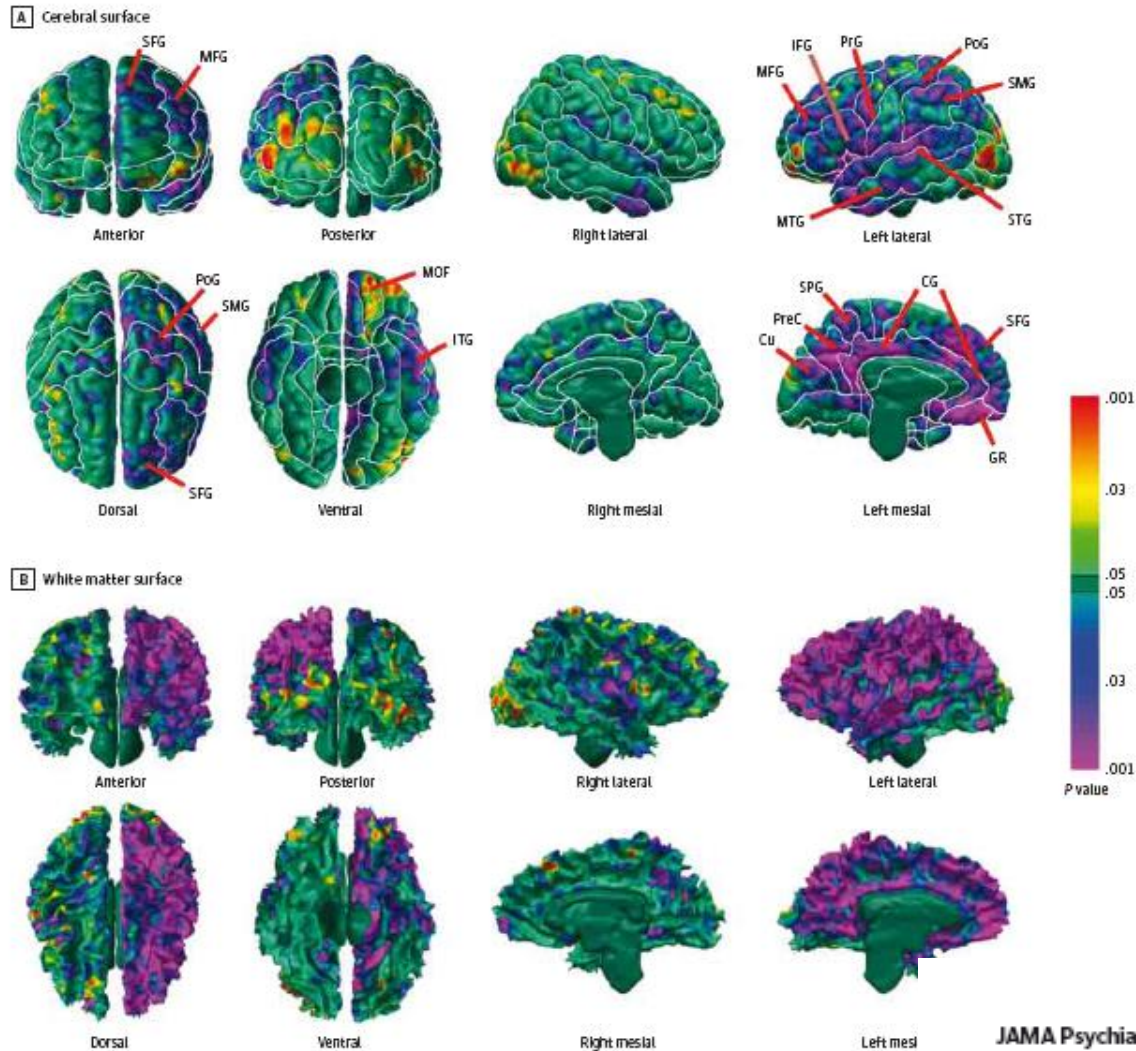 A Cerebral surface
SFG
MFG
IFG
PrG
PoG
MFG
SMG
MTG
STG
Anterior
Posterior
Right lateral
Left lateral
PoG
SMG
MOF
ITG
SPG
CG
PreC
SFG
Cu
GR
SFG
Dorsal
Ventral
Right mesial
Left mesial
B White matter surface
Anterior
Posterior
Right lateral
Left lateral
Dorsal
Ventral
Right mesial
Left mesl
.001
.03
.05
.05
.03
.001
P value
JAMA Psychia